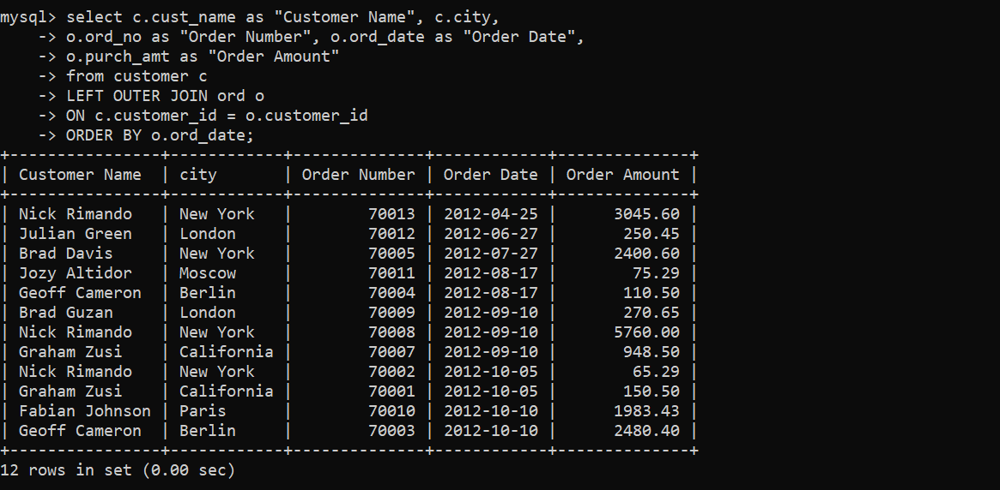 mysql> select c.cust_name as "Customer Name", c.city,
    -> o.ord_no as "Order Number", o.ord_date as "Order Date",
    -> o.purch_amt as "Order Amount"
    -> from customer c
    -> LEFT OUTER JOIN ord o
    -> ON c.customer_id = o.customer_id
    -> ORDER BY o.ord_date;
+----------------+------------+--------------+------------+--------------+
| Customer Name  | city       | Order Number | Order Date | Order Amount |
+----------------+------------+--------------+------------+--------------+
| Nick Rimando   | New York   |        70013 | 2012-04-25 |      3045.60 |
| Julian Green   | London     |        70012 | 2012-06-27 |       250.45 |
| Brad Davis     | New York   |        70005 | 2012-07-27 |      2400.60 |
| Jozy Altidor   | Moscow     |        70011 | 2012-08-17 |        75.29 |
| Geoff Cameron  | Berlin     |        70004 | 2012-08-17 |       110.50 |
| Brad Guzan     | London     |        70009 | 2012-09-10 |       270.65 |
| Nick Rimando   | New York   |        70008 | 2012-09-10 |      5760.00 |
| Graham Zusi    | California |        70007 | 2012-09-10 |       948.50 |
| Nick Rimando   | New York   |        70002 | 2012-10-05 |        65.29 |
| Graham Zusi    | California |        70001 | 2012-10-05 |       150.50 |
| Fabian Johnson | Paris      |        70010 | 2012-10-10 |      1983.43 |
| Geoff Cameron  | Berlin     |        70003 | 2012-10-10 |      2480.40 |
+----------------+------------+--------------+------------+--------------+
12 rows in set (0.00 sec)